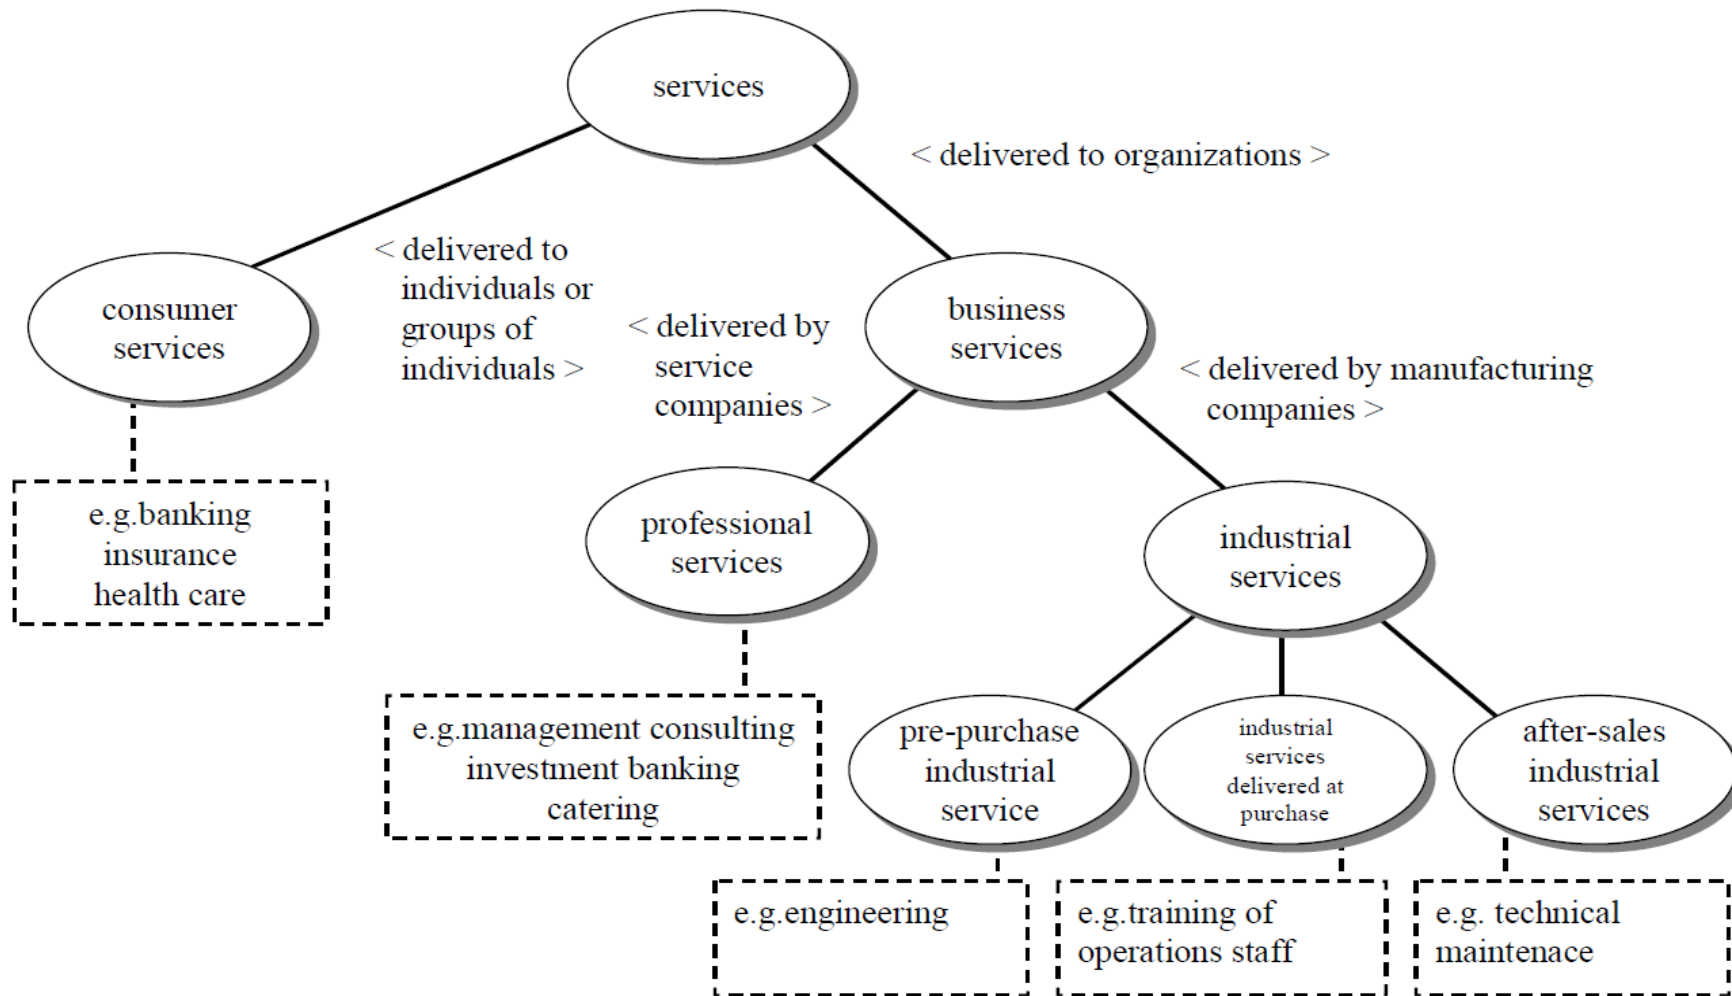 services
< delivered to organizations >
< delivered to
individuals or
groups of
individuals >
consumer
services
< delivered by
service
companies >
business
services
< delivered by manufacturing
companies >
e.g.banking
insurance
health care
professional
services
industrial
services
e.g.management consulting
investment banking
catering
pre-purchase
industrial
service
industrial
services
delivered at
purchase
after-sales
industrial
services
e.g.engineering
e.g.training of
operations staff
e.g. technical
maintenace